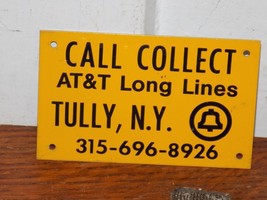 CALL COLLECT
AT&T Long Lines
TULLY, N.Y.
315-696-8926